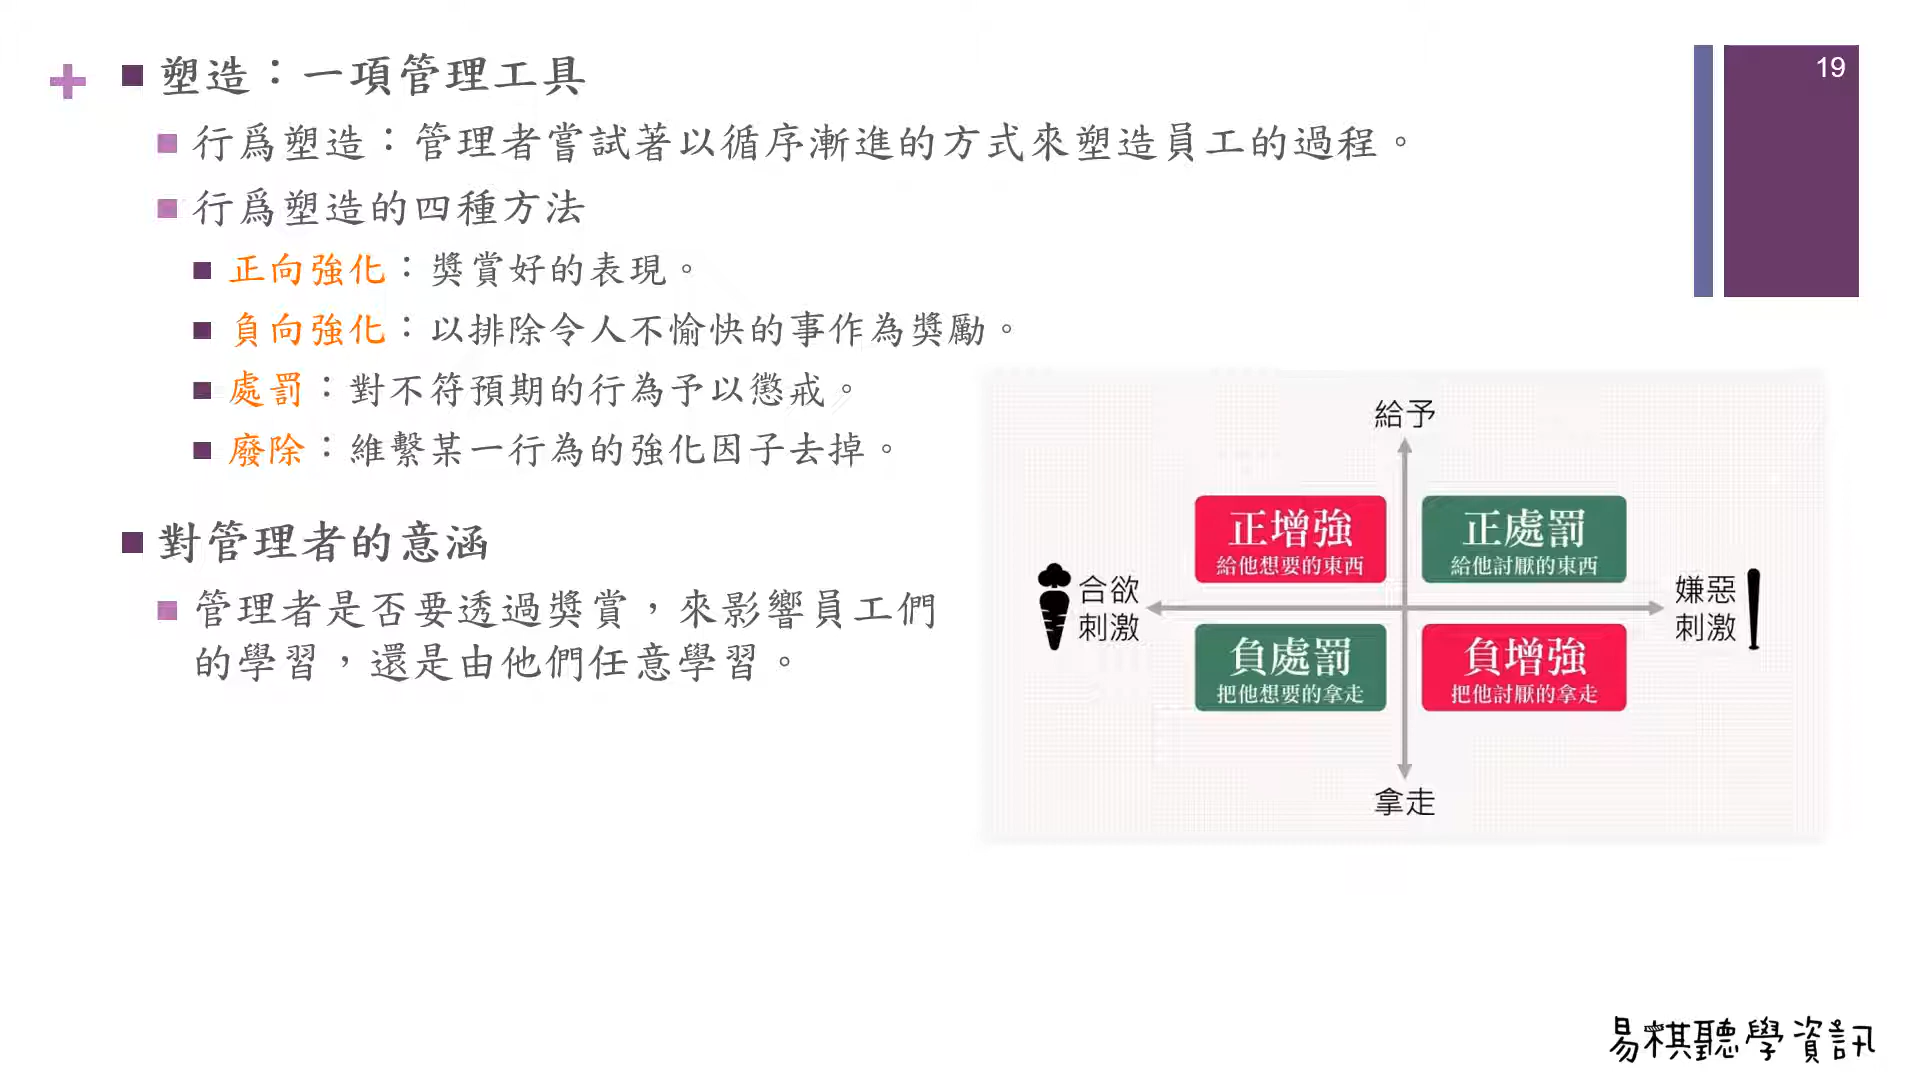 19
塑造：一項管理工具
行為塑造：管理者嘗試著以循序漸進的方式來塑造員工的過程。
行為塑造的四種方法
正向強化：獎賞好的表現。
負向強化：以排除令人不愉快的事作為獎勵。
處罰：對不符預期的行為予以懲戒。
廢除：維繫某一行為的強化因子去掉。
對管理者的意涵
管理者是否要透過獎賞，來影響員工們
的學習，還是由他們任意學習。
給予
正增強
給他想要的東西
正處罰
給他討厭的東西
合欲
刺激
嫌惡
刺激
負處罰
把他想要的拿走
負增強
把他討厭的拿走
拿走
易棋聽學資訊